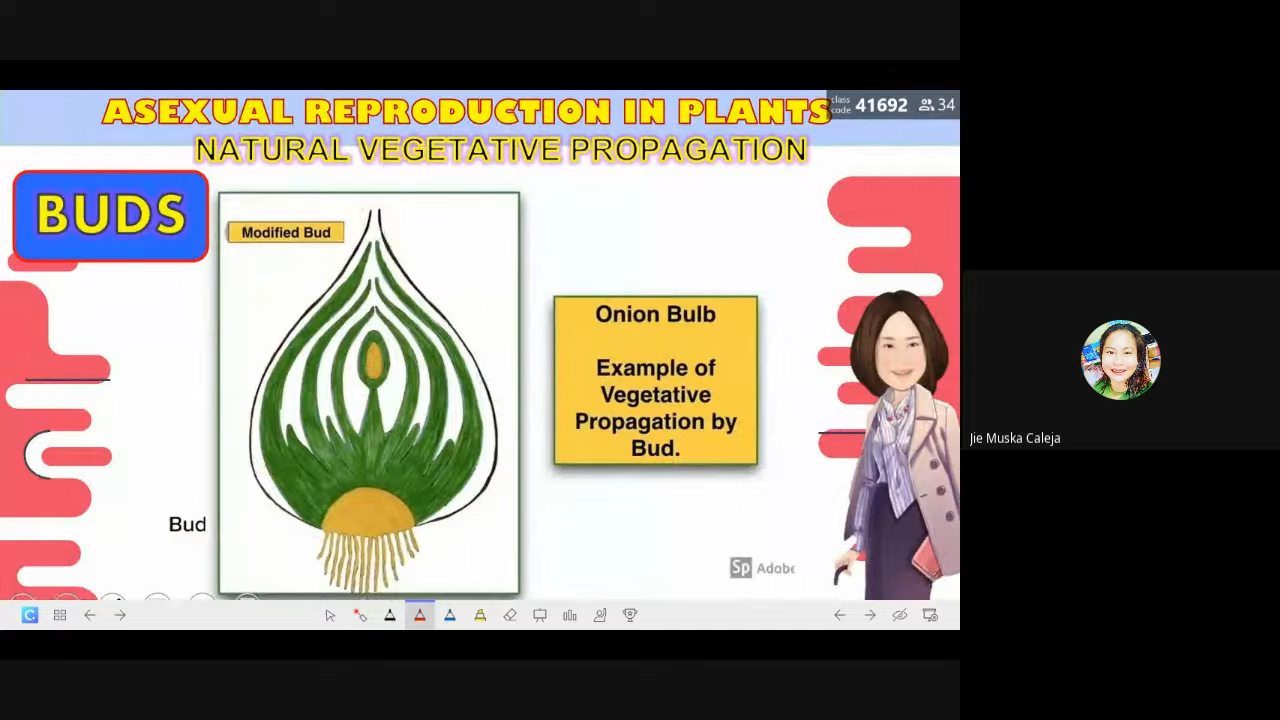 ASEXUAL REPRODUCTION IN PLANTS
class code 41692 34
NATURAL VEGETATIVE PROPAGATION
BUDS
Modified Bud
Onion Bulb
Example of
Vegetative
Propagation by
Bud.
Bud
Sp Adobe
C
Jie Muska Caleja